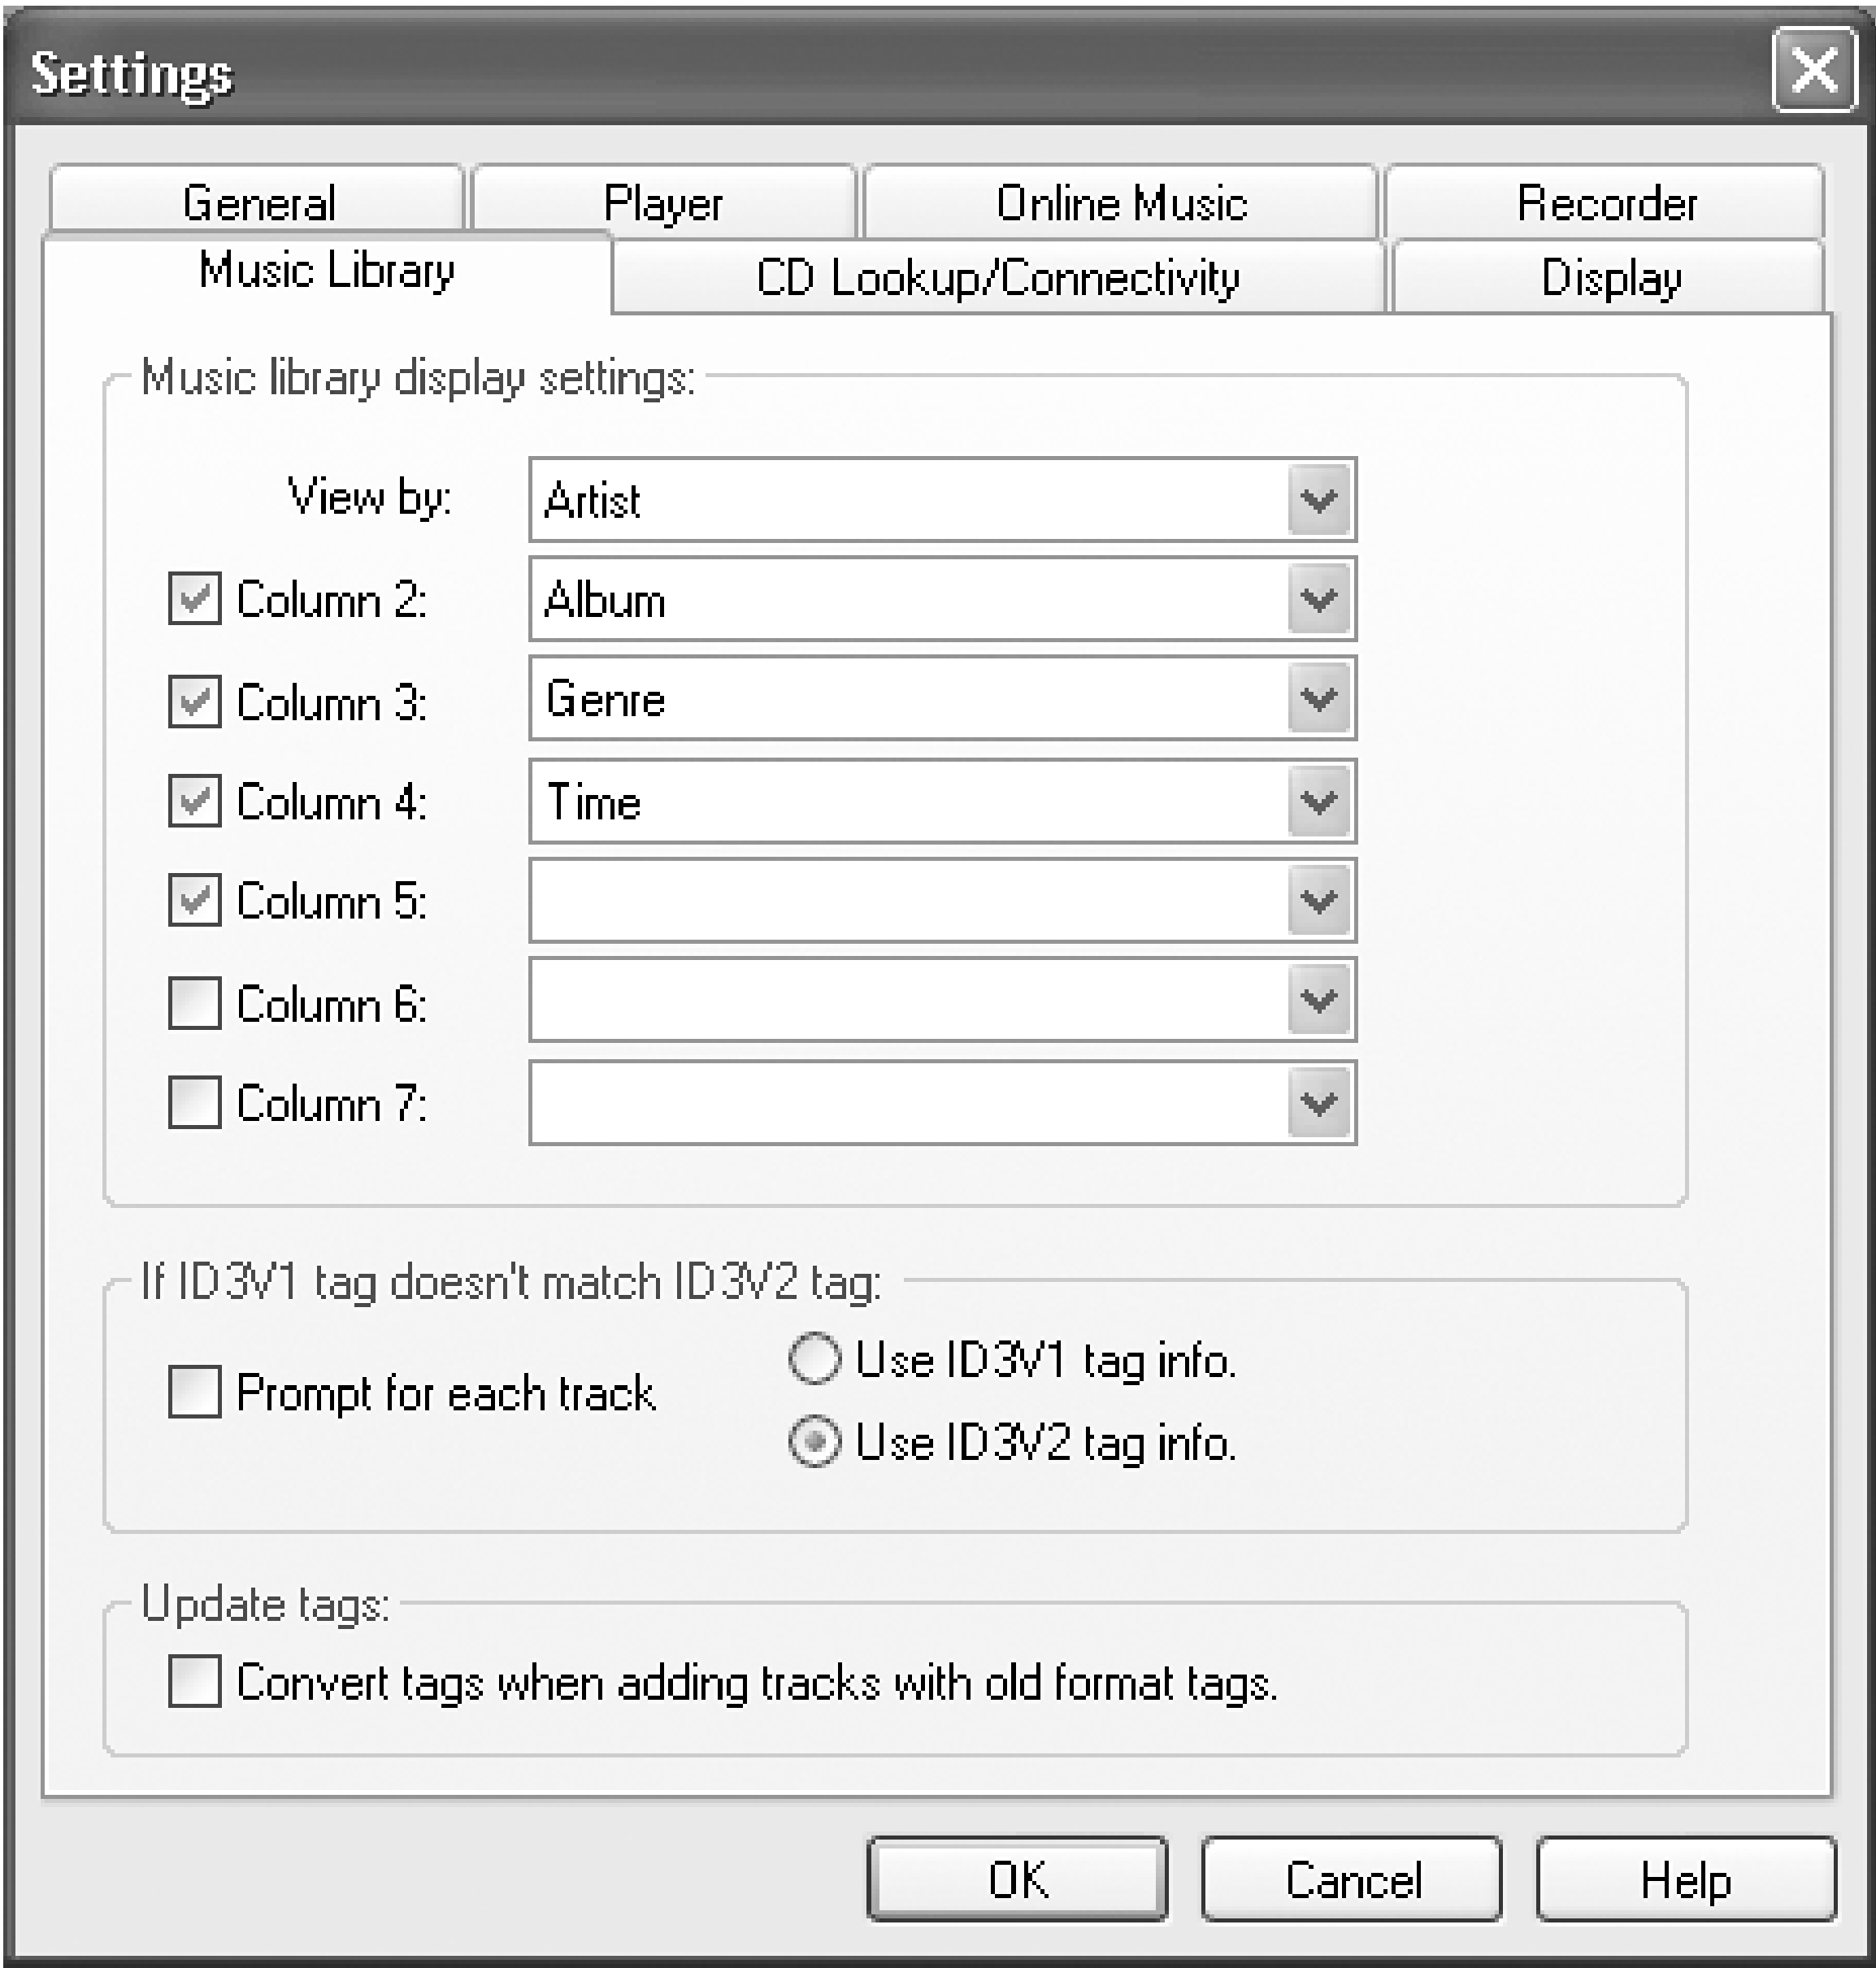 Settings
General Player Online Music Recorder
Music Library CD Lookup/Connectivity Display
Music library display settings:
View by: Artist
Column 2: Album
Column 3: Genre
Column 4: Time
Column 5:
Column 6:
Column 7:
If ID3V1 tag doesn't match ID3V2 tag:
Use ID3V1 tag info.
Prompt for each track
Use ID3V2 tag info.
Update tags:
Convert tags when adding tracks with old format tags.
OK Cancel Help